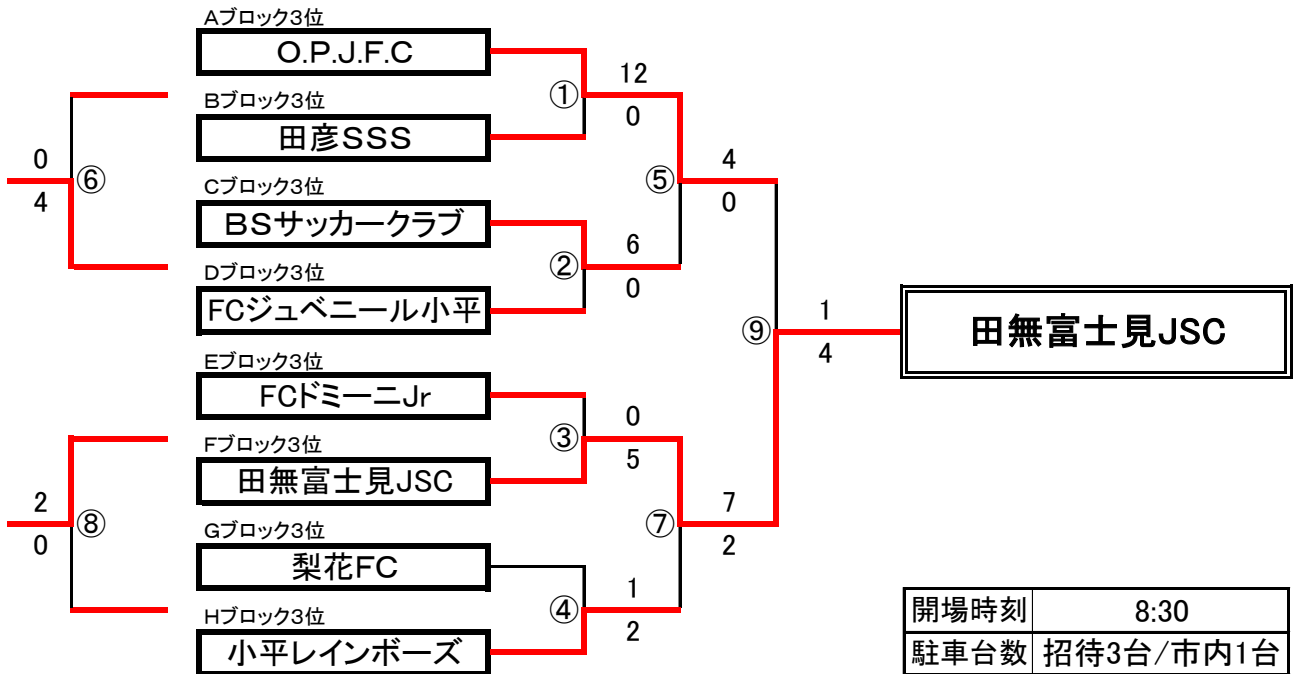 Aブロック3位
O.P.J.F.C
12
①
0
Bブロック3位
田彦SSS
0
⑥
4
4
⑤
0
Cブロック3位
BSサッカークラブ
6
②
0
Dブロック3位
FCジュベニール小平
1
⑨
4
田無富士見JSC
Eブロック3位
FCドミーニJr
0
③
5
Fブロック3位
田無富士見JSC
2
⑧
0
7
⑦
2
Gブロック3位
梨花FC
1
④
2
Hブロック3位
小平レインボーズ
開場時刻 8:30
駐車台数 招待3台/市内1台